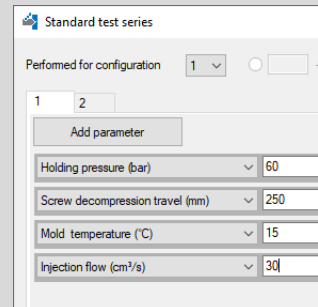 Standard test series
Performed for configuration 1
1 2
Add parameter
Holding pressure (bar) 60
Screw decompression travel (mm) 250
Mold temperature (°C) 15
Injection flow (cm³/s) 30